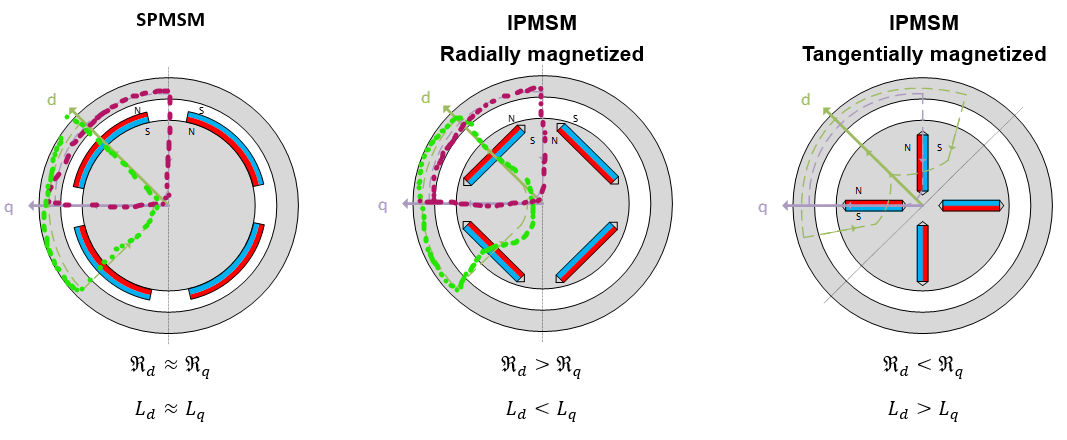 SPMSM
IPMSM
Radially magnetized
IPMSM
Tangentially magnetized
d
N
S
S
N
q
ℜd ≈ ℜq
Ld ≈ Lq
d
N
S
S
N
q
ℜd > ℜq
Ld < Lq
d
N
S
N
S
q
ℜd < ℜq
Ld > Lq